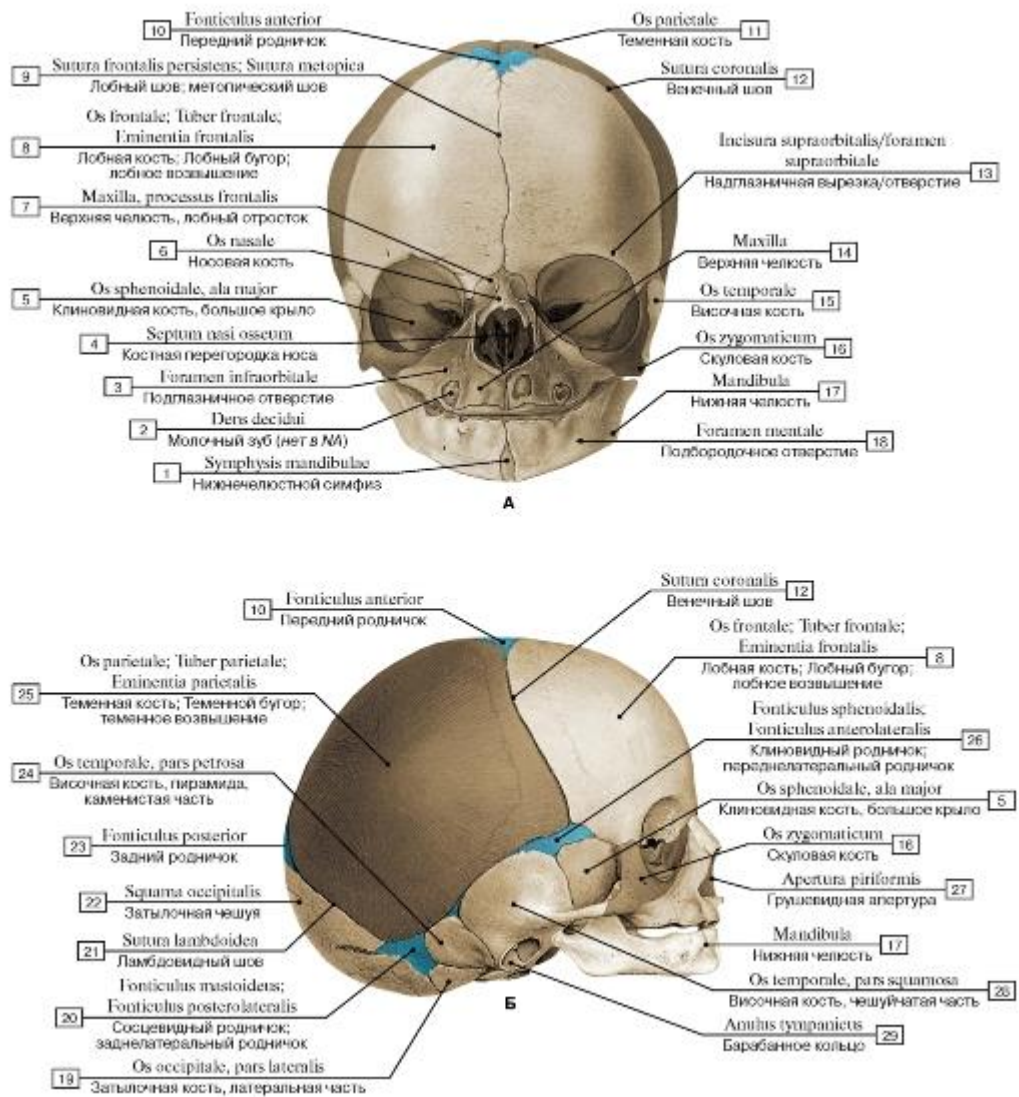 10
Fonticulus anterior
Передний родничок
9
Sutura frontalis persistens; Sutura metopica
Лобный шов; метопический шов
8
Os frontale; Tuber frontale;
Eminentia frontalis
Лобная кость; Лобный бугор;
лобное возвышение
7
Maxilla, processus frontalis
Верхняя челюсть, лобный отросток
6
Os nasale
Носовая кость
5
Os sphenoidale, ala major
Клиновидная кость, большое крыло
4
Septum nasi osseum
Костная перегородка носа
3
Foramen infraorbitale
Подглазничное отверстие
2
Dens decidui
Молочный зуб (нет в NA)
1
Symphysis mandibulae
Нижнечелюстной симфиз
Os parietale
Теменная кость
11
Sutura coronalis
Венечный шов
12
Incisura supraorbitalis/foramen
supraorbitale
Надглазничная вырезка/отверстие
13
Maxilla
Верхняя челюсть
14
Os temporale
Височная кость
15
Os zygomaticum
Скуловая кость
16
Mandibula
Нижняя челюсть
17
Foramen mentale
Подбородочное отверстие
18
А
10
Fonticulus anterior
Передний родничок
25
Os parietale; Tuber parietale;
Eminentia parietalis
Теменная кость; Теменной бугор;
теменное возвышение
24
Os temporale, pars petrosa
Височная кость, пирамида,
каменистая часть
23
Fonticulus posterior
Задний родничок
22
Squama occipitalis
Затылочная чешуя
21
Sutura lambdoidea
Ламбдовидный шов
20
Fonticulus mastoideus;
Fonticulus posterolateralis
Сосцевидный родничок;
заднелатеральный родничок
19
Os occipitale, pars lateralis
Затылочная кость, латеральная часть
Sutura coronalis
Венечный шов
12
Os frontale; Tuber frontale;
Eminentia frontalis
Лобная кость; Лобный бугор;
лобное возвышение
8
Fonticulus sphenoidalis;
Fonticulus anterolateralis
Клиновидный родничок;
переднелатеральный родничок
26
Os sphenoidale, ala major
Клиновидная кость, большое крыло
5
Os zygomaticum
Скуловая кость
16
Apertura piriformis
Грушевидная апертура
27
Mandibula
Нижняя челюсть
17
Os temporale, pars squamosa
Височная кость, чешуйчатая часть
28
Anulus tympanicus
Барабанное кольцо
29
Б